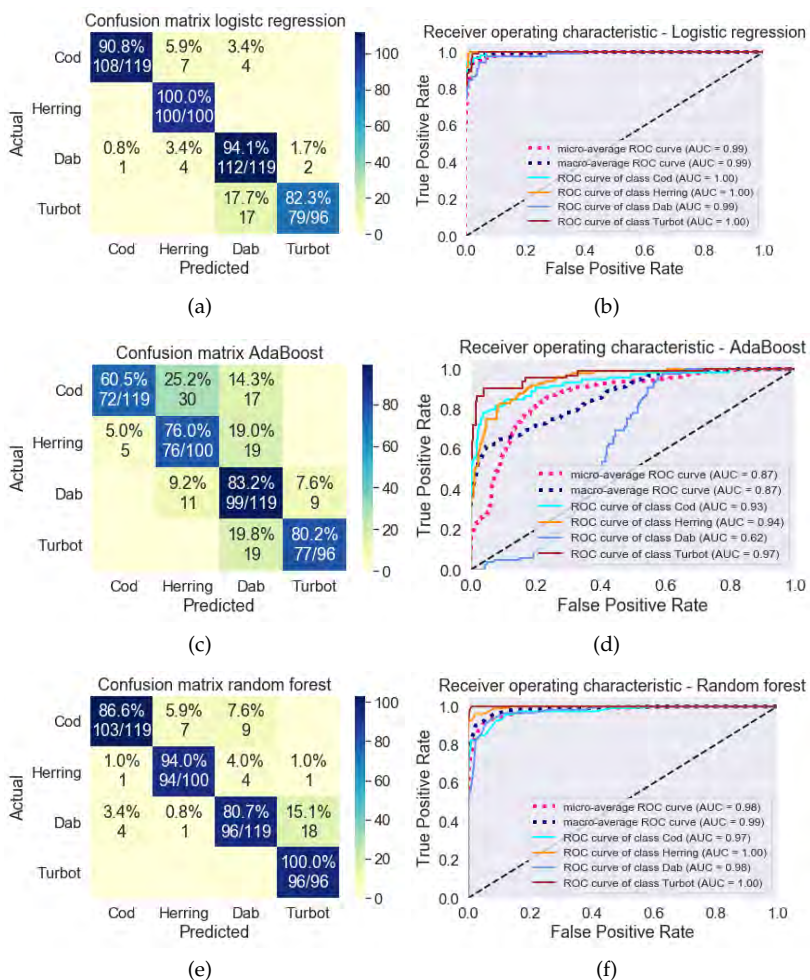 Confusion matrix logistc regression
Cod
90.8% 5.9% 3.4%
108/119 7 4
Herring
100.0%
100/100
Dab
0.8% 3.4% 94.1% 1.7%
1 4 112/119 2
Turbot
17.7% 82.3%
17 79/96
Cod Herring Dab Turbot
Predicted
Actual
100
80
60
40
20
0
(a)
Receiver operating characteristic - Logistic regression
1.0
0.8
0.6
0.4
0.2
0.0
True Positive Rate
micro-average ROC curve (AUC = 0.99)
macro-average ROC curve (AUC = 0.99)
ROC curve of class Cod (AUC = 1.00)
ROC curve of class Herring (AUC = 1.00)
ROC curve of class Dab (AUC = 0.99)
ROC curve of class Turbot (AUC = 1.00)
0.0 0.2 0.4 0.6 0.8 1.0
False Positive Rate
(b)
Confusion matrix AdaBoost
Cod
60.5% 25.2% 14.3%
72/119 30 17
Herring
5.0% 76.0% 19.0%
5 76/100 19
Dab
9.2% 83.2% 7.6%
11 99/119 9
Turbot
19.8% 80.2%
19 77/96
Cod Herring Dab Turbot
Predicted
Actual
80
60
40
20
0
(c)
Receiver operating characteristic - AdaBoost
1.0
0.8
0.6
0.4
0.2
0.0
True Positive Rate
micro-average ROC curve (AUC = 0.87)
macro-average ROC curve (AUC = 0.87)
ROC curve of class Cod (AUC = 0.93)
ROC curve of class Herring (AUC = 0.94)
ROC curve of class Dab (AUC = 0.62)
ROC curve of class Turbot (AUC = 0.97)
0.0 0.2 0.4 0.6 0.8 1.0
False Positive Rate
(d)
Confusion matrix random forest
Cod
86.6% 5.9% 7.6%
103/119 7 9
Herring
1.0% 94.0% 4.0% 1.0%
1 94/100 4 1
Dab
3.4% 0.8% 80.7% 15.1%
4 1 96/119 18
Turbot
100.0%
96/96
Cod Herring Dab Turbot
Predicted
Actual
100
80
60
40
20
0
(e)
Receiver operating characteristic - Random forest
1.0
0.8
0.6
0.4
0.2
0.0
True Positive Rate
micro-average ROC curve (AUC = 0.98)
macro-average ROC curve (AUC = 0.99)
ROC curve of class Cod (AUC = 0.97)
ROC curve of class Herring (AUC = 1.00)
ROC curve of class Dab (AUC = 0.98)
ROC curve of class Turbot (AUC = 1.00)
0.0 0.2 0.4 0.6 0.8 1.0
False Positive Rate
(f)